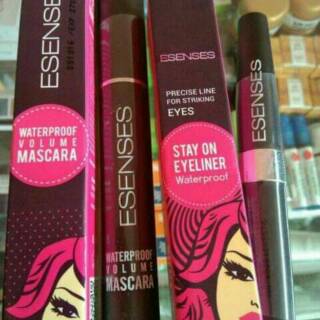 ESENSES
WATERPROOF
VOLUME
MASCARA
ESENSES
WATERPROOF
VOLUME
MASCARA
ESENSES
PRECISE LINE
FOR STRIKING
EYES
STAY ON
EYELINER
Waterproof
ESENSES
ESENSES